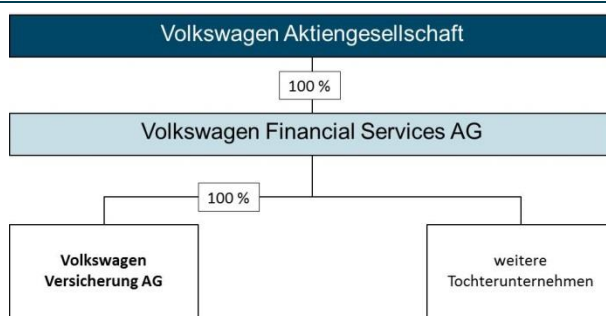 Volkswagen Aktiengesellschaft
100 %
Volkswagen Financial Services AG
100 %
Volkswagen
Versicherung AG
weitere
Tochterunternehmen